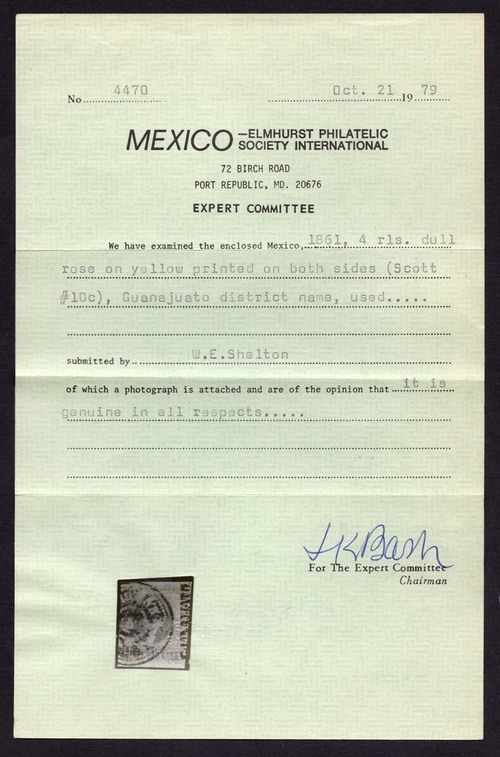 No. 4470 Oct. 21 19 79
MEXICO —ELMHURST PHILATELIC
SOCIETY INTERNATIONAL
72 BIRCH ROAD
PORT REPUBLIC, MD. 20676
EXPERT COMMITTEE
We have examined the enclosed Mexico, 1861, 4 rls. dull
rose on yellow printed on both sides (Scott
#10c), Guanajuato district name, used.....
submitted by W.E.Shelton
of which a photograph is attached and are of the opinion that it is
genuine in all respects.....
For The Expert Committee
Chairman